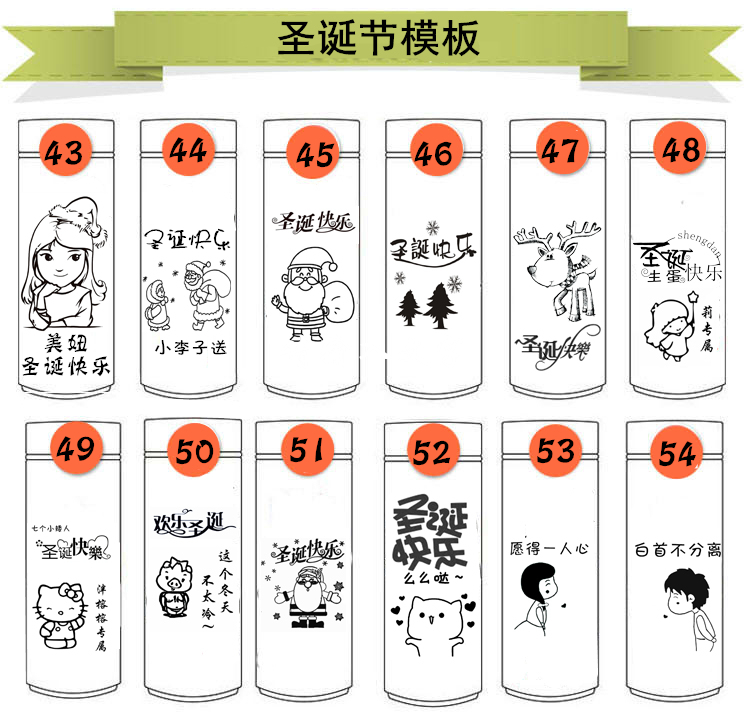 圣诞节模板
43
美妞
圣诞快乐
44
圣诞快乐
小李子送
45
圣诞快乐
46
圣誕快乐
47
圣诞快樂
48
shengdan
圣诞
生蛋快乐
莉专属
49
七个小矮人
圣诞快樂
津榕榕专属
50
欢乐圣诞
这个冬天
不太冷~
51
圣诞快乐
52
圣诞
快乐
么么哒~
53
愿得一人心
54
白首不分离